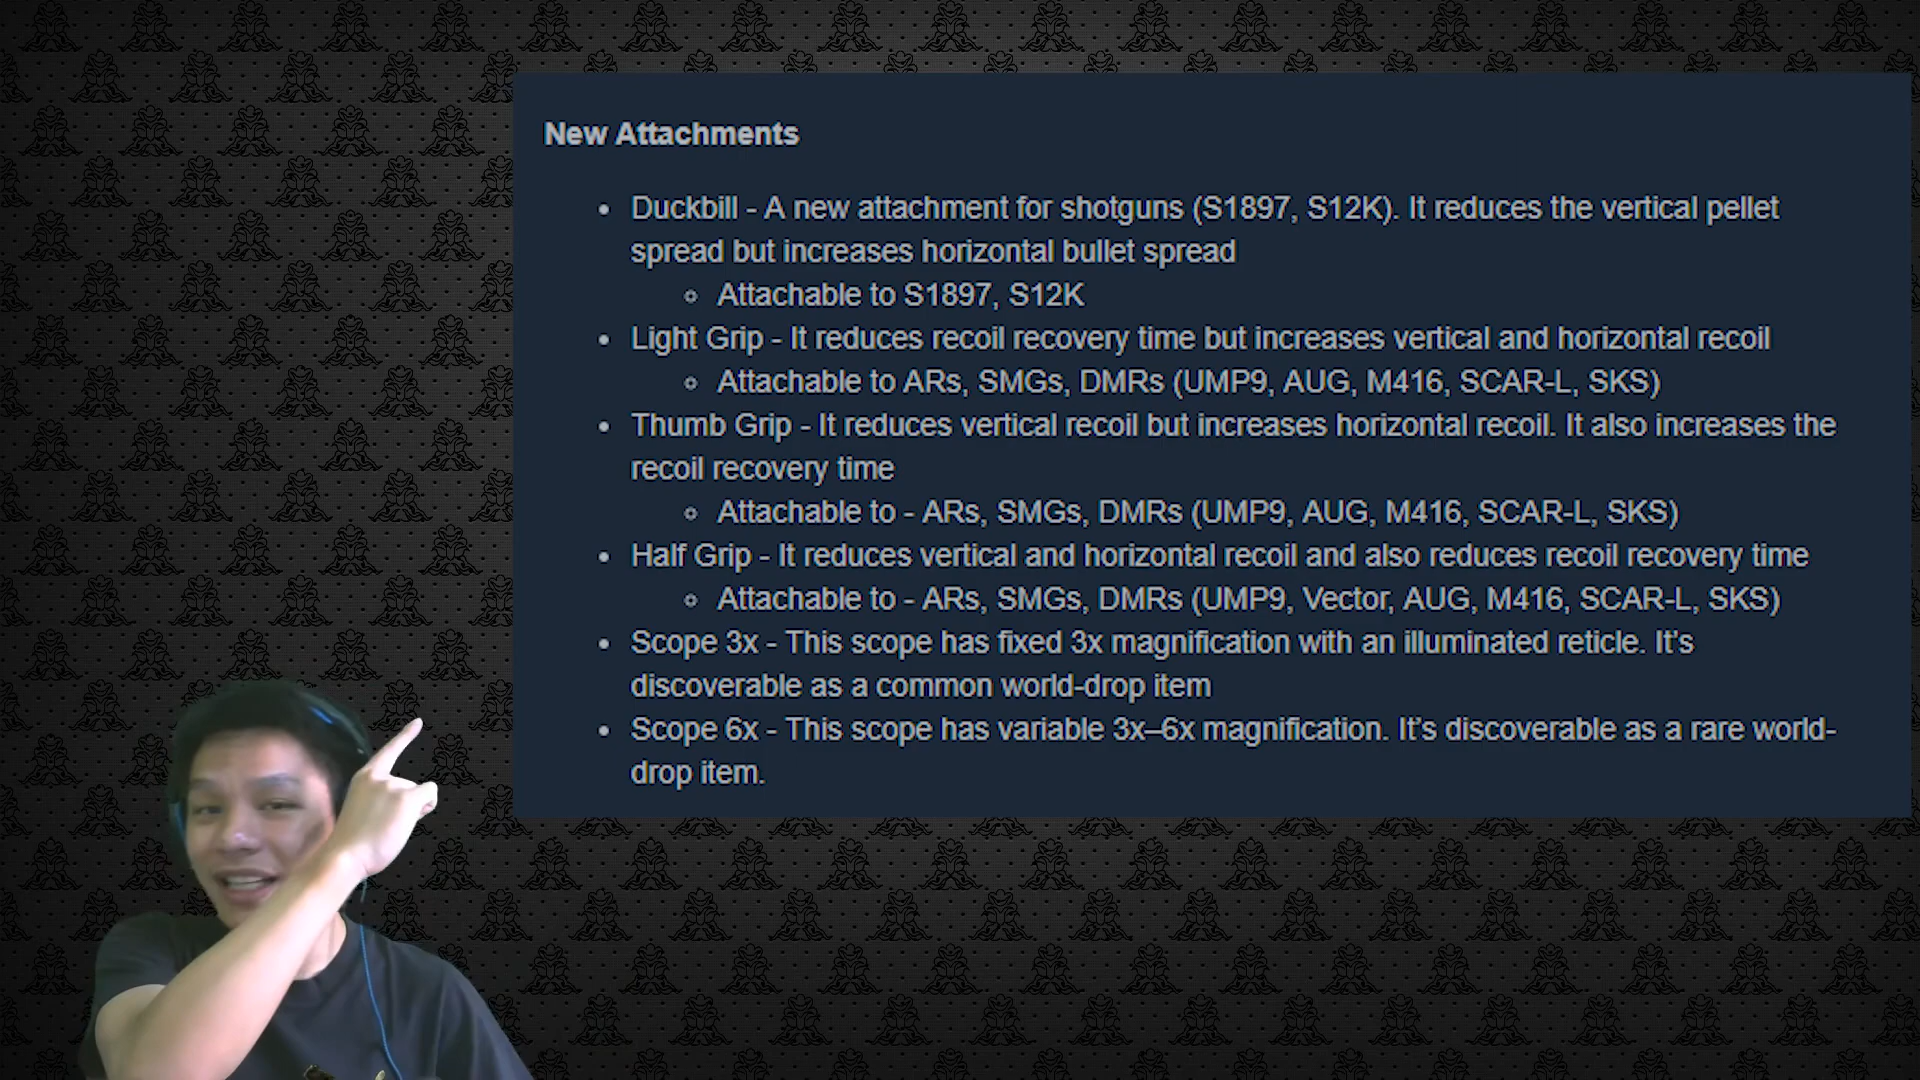 New Attachments
Duckbill - A new attachment for shotguns (S1897, S12K). It reduces the vertical pellet
spread but increases horizontal bullet spread
Attachable to S1897, S12K
Light Grip - It reduces recoil recovery time but increases vertical and horizontal recoil
Attachable to ARs, SMGs, DMRs (UMP9, AUG, M416, SCAR-L, SKS)
Thumb Grip - It reduces vertical recoil but increases horizontal recoil. It also increases the
recoil recovery time
Attachable to - ARs, SMGs, DMRs (UMP9, AUG, M416, SCAR-L, SKS)
Half Grip - It reduces vertical and horizontal recoil and also reduces recoil recovery time
Attachable to - ARs, SMGs, DMRs (UMP9, Vector, AUG, M416, SCAR-L, SKS)
Scope 3x - This scope has fixed 3x magnification with an illuminated reticle. It's
discoverable as a common world-drop item
Scope 6x - This scope has variable 3x–6x magnification. It’s discoverable as a rare world-
drop item.